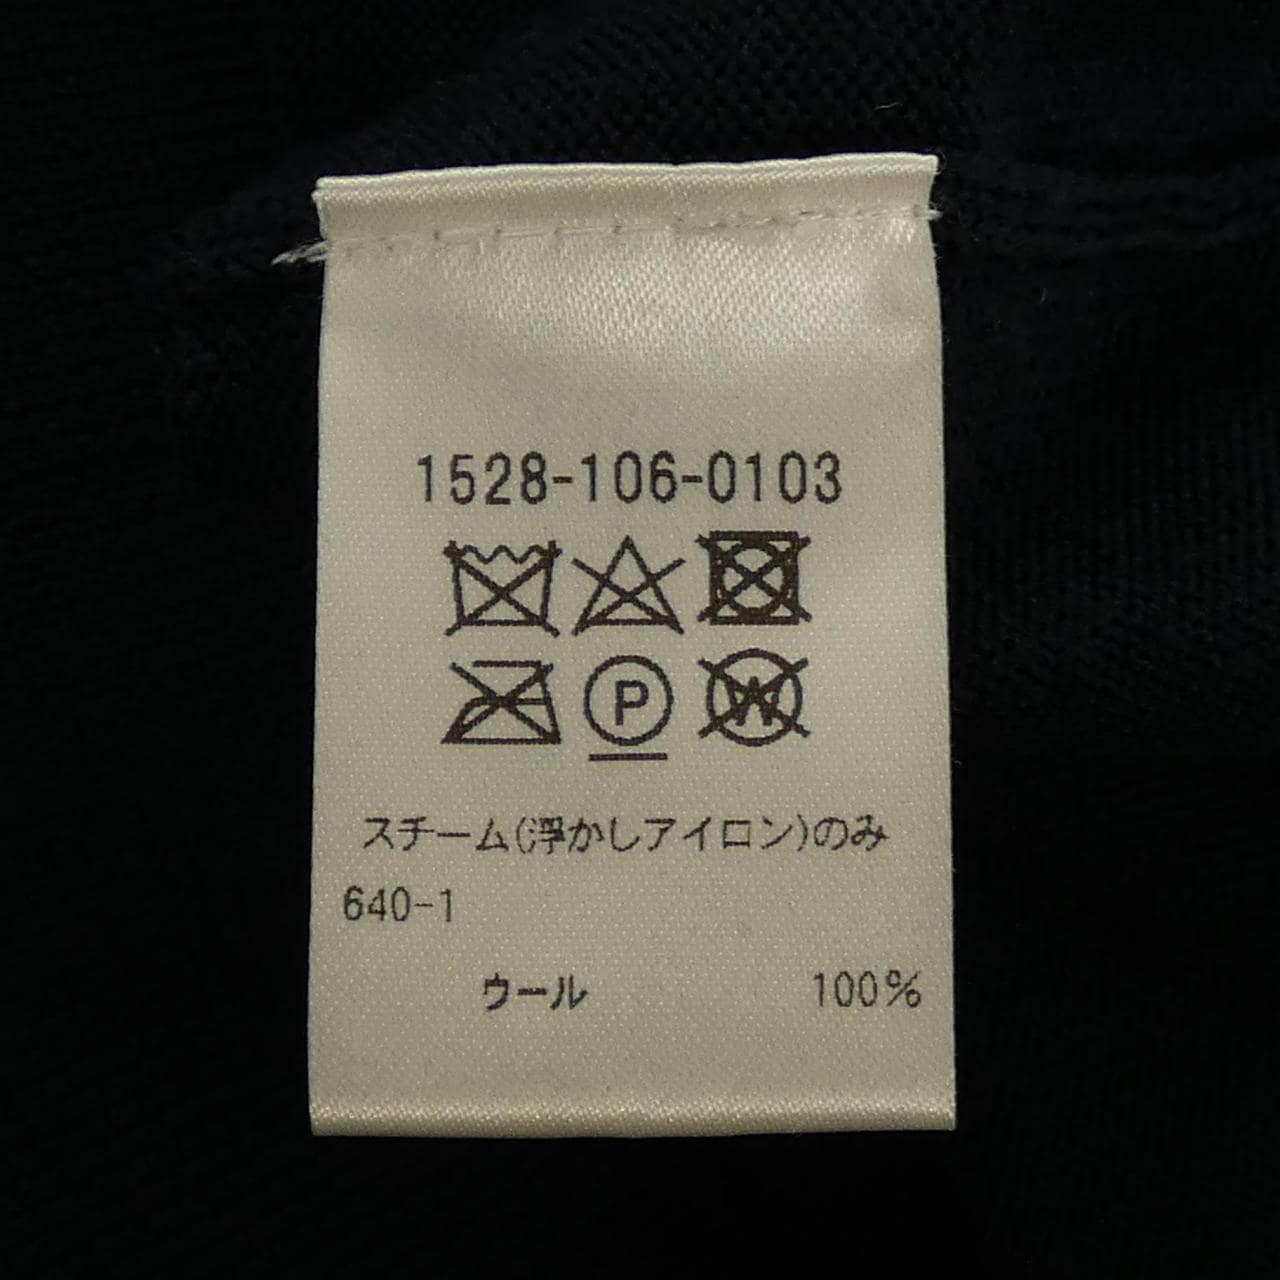 1528-106-0103
P W
スチーム(浮かしアイロン)のみ
640-1
ウール 100%